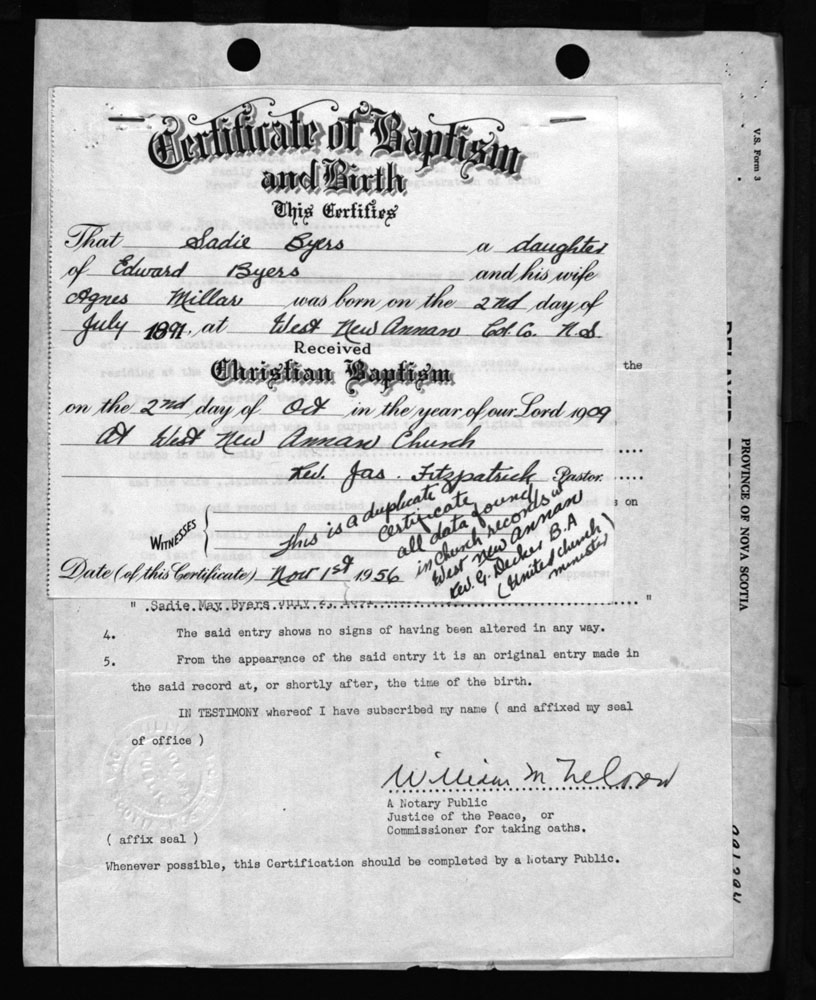 V.S. Form 3
Certificate of Baptism
and Birth
This Certifies
That Sadie Byers a daughter
of Edward Byers and his wife
Agnes Millar was born on the 2nd day of
July 1891, at West New Annan Col. Co. N.S.
Received
Christian Baptism
the
on the 2nd day of Oct in the year of our Lord 1909
At West New Annan Church
Rev. Jas. Fitzpatrick Pastor.
WITNESSES
is on
This is a duplicate certificate
all data found
in Church records of
West New Annan
Rev. G. Decker B.A
(United Church
minister)
Date (of this Certificate) Nov 1st 1956
" .Sadie May Byers July 2, "
4. The said entry shows no signs of having been altered in any way.
5. From the appearance of the said entry it is an original entry made in
the said record at, or shortly after, the time of the birth.
IN TESTIMONY whereof I have subscribed my name ( and affixed my seal
of office )
William M Nelson
A Notary Public
Justice of the Peace, or
Commissioner for taking oaths.
( affix seal )
Whenever possible, this Certification should be completed by a Notary Public.
PROVINCE OF NOVA SCOTIA